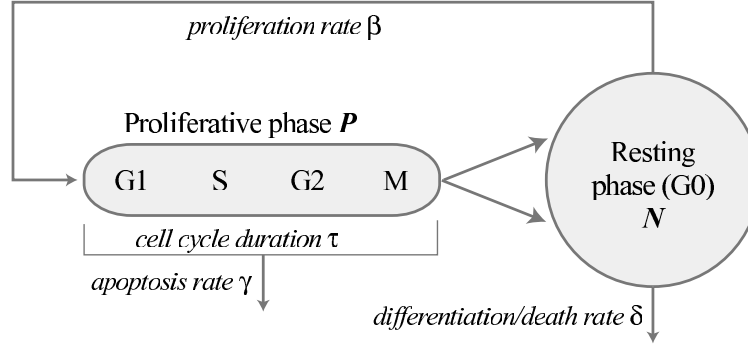 proliferation rate β
Proliferative phase P
G1 S G2 M
Resting
phase (G0)
N
cell cycle duration τ
apoptosis rate γ
differentiation/death rate δ